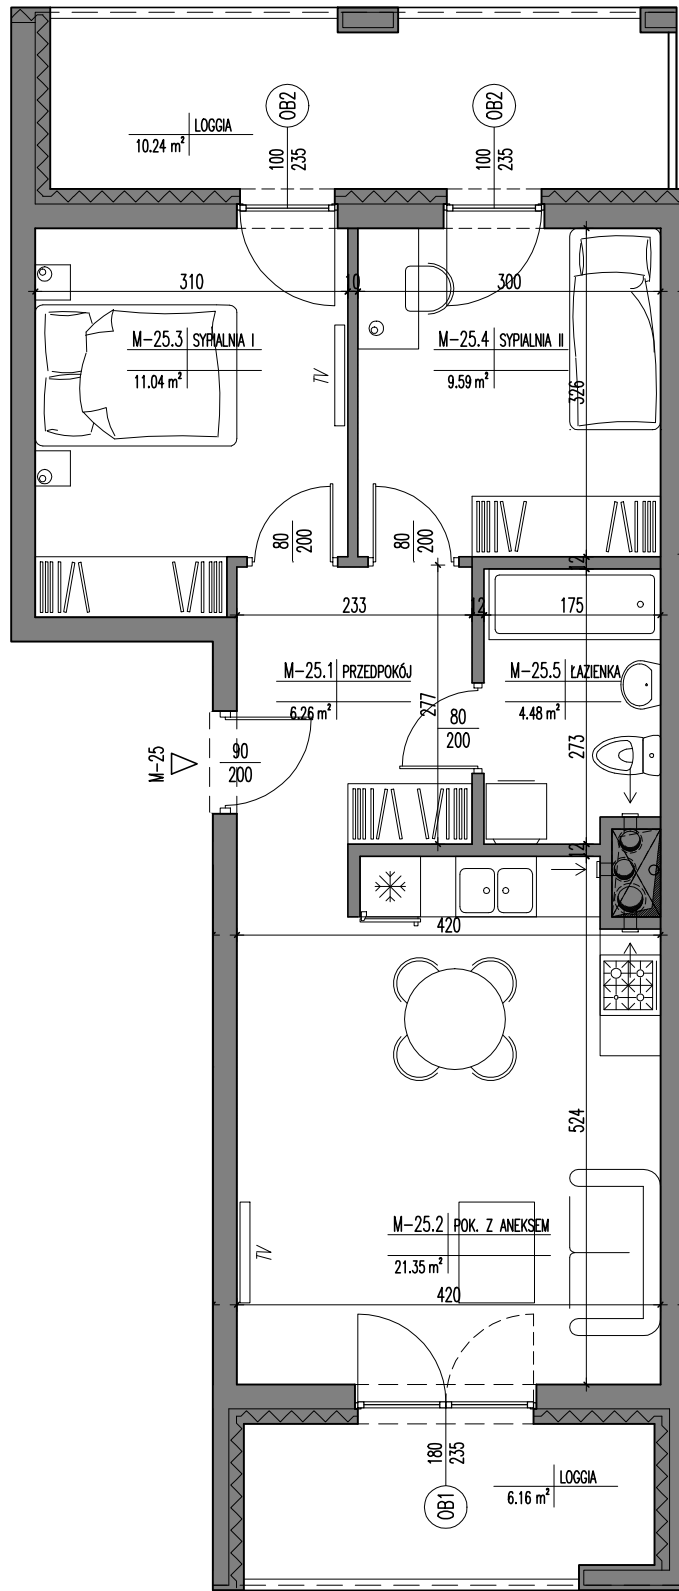 OB2
OB2
LOGGIA
10.24 m²
100
235
100
235
310
10
300
M-25.3 SYPIALNIA I
11.04 m²
TV
M-25.4 SYPIALNIA II
9.59 m²
326
80
200
80
200
12
233
12
175
M-25.1 PRZEDPOKÓJ
6.26 m²
277
M-25.5 ŁAZIENKA
4.48 m²
80
200
273
M-25
90
200
12
420
524
M-25.2 POK. Z ANEKSEM
21.35 m²
TV
420
180
235
OB1
LOGGIA
6.16 m²